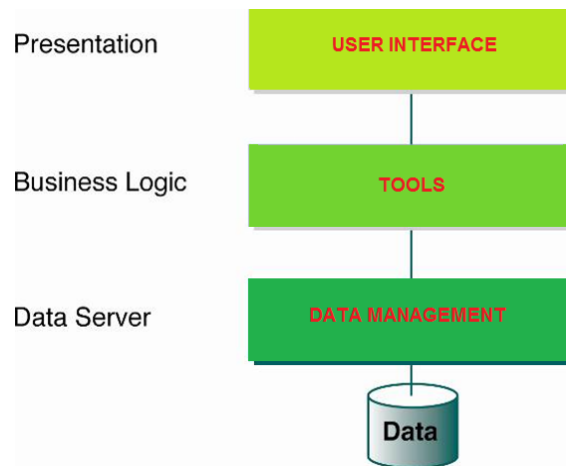 Presentation
USER INTERFACE
Business Logic
TOOLS
Data Server
DATA MANAGEMENT
Data